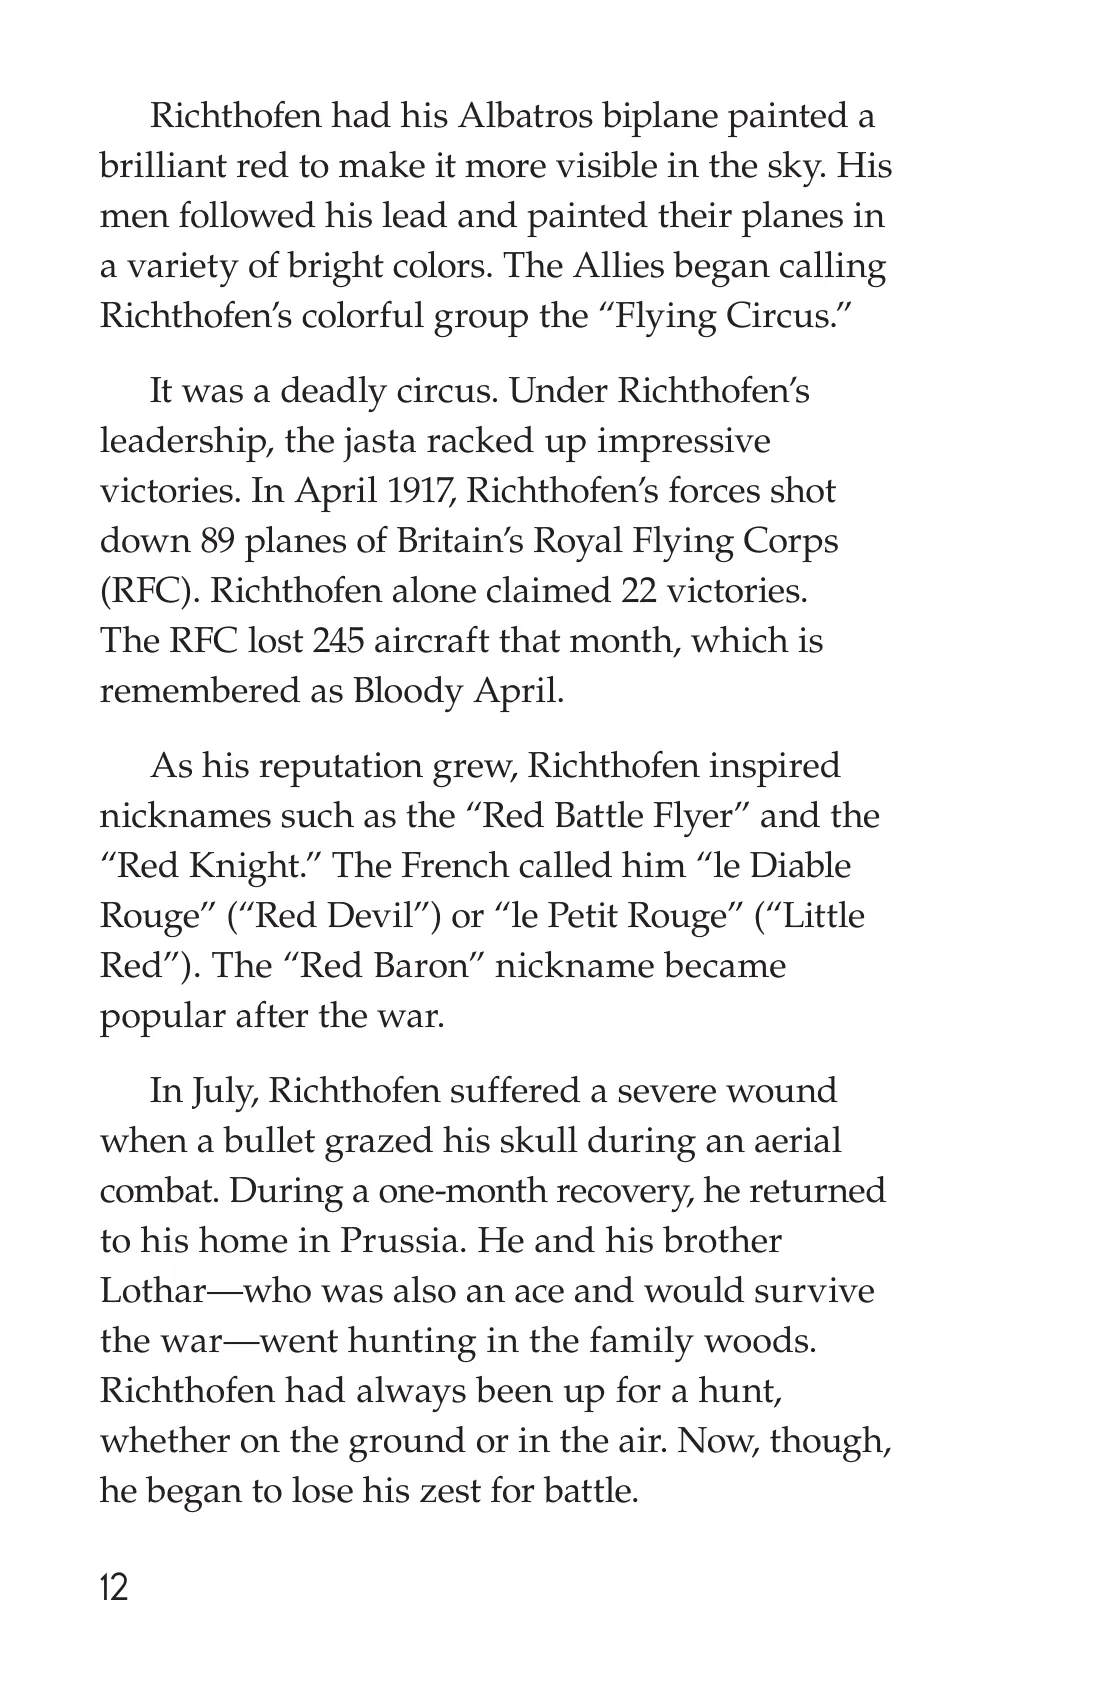 Richthofen had his Albatros biplane painted a
brilliant red to make it more visible in the sky. His
men followed his lead and painted their planes in
a variety of bright colors. The Allies began calling
Richthofen’s colorful group the “Flying Circus.”
It was a deadly circus. Under Richthofen’s
leadership, the jasta racked up impressive
victories. In April 1917, Richthofen’s forces shot
down 89 planes of Britain’s Royal Flying Corps
(RFC). Richthofen alone claimed 22 victories.
The RFC lost 245 aircraft that month, which is
remembered as Bloody April.
As his reputation grew, Richthofen inspired
nicknames such as the “Red Battle Flyer” and the
“Red Knight.” The French called him “le Diable
Rouge” (“Red Devil”) or “le Petit Rouge” (“Little
Red”). The “Red Baron” nickname became
popular after the war.
In July, Richthofen suffered a severe wound
when a bullet grazed his skull during an aerial
combat. During a one-month recovery, he returned
to his home in Prussia. He and his brother
Lothar—who was also an ace and would survive
the war—went hunting in the family woods.
Richthofen had always been up for a hunt,
whether on the ground or in the air. Now, though,
he began to lose his zest for battle.
12